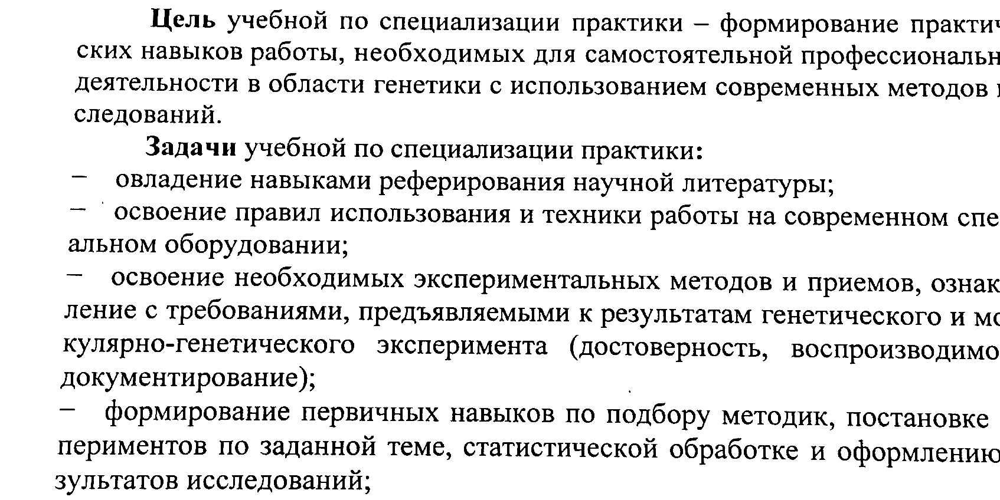 Цель учебной по специализации практики – формирование практич
ских навыков работы, необходимых для самостоятельной профессиональн
деятельности в области генетики с использованием современных методов
следований.
Задачи учебной по специализации практики:
– овладение навыками реферирования научной литературы;
– освоение правил использования и техники работы на современном спе
альном оборудовании;
– освоение необходимых экспериментальных методов и приемов, ознак
ление с требованиями, предъявляемыми к результатам генетического и мо
кулярно-генетического эксперимента (достоверность, воспроизводимо
документирование);
– формирование первичных навыков по подбору методик, постановке
периментов по заданной теме, статистической обработке и оформлению
зультатов исследований;